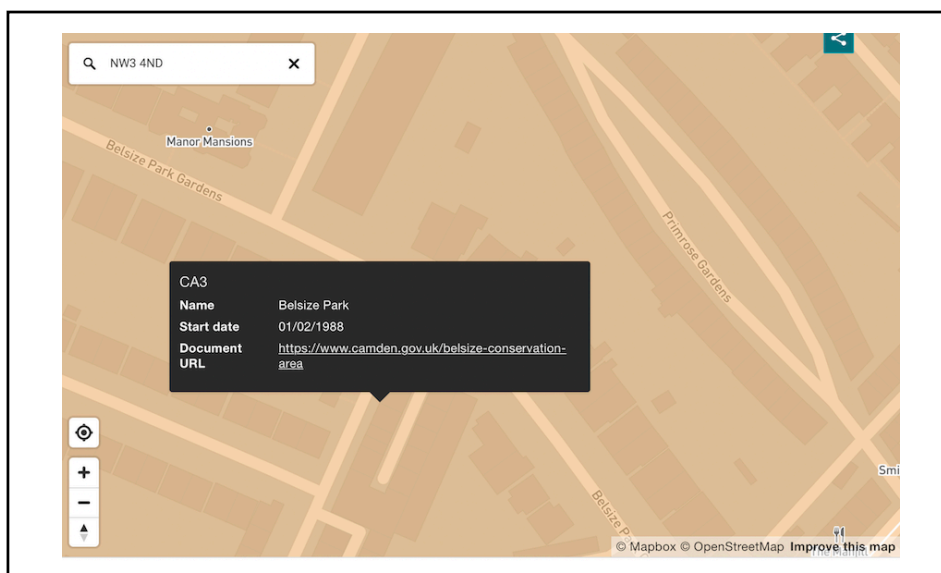 NW3 4ND
Manor Mansions
Belsize Park Gardens
Primrose Gardens
CA3
Name Belsize Park
Start date 01/02/1988
Document https://www.camden.gov.uk/belsize-conservation-
URL area
Smi
Belsize Pa
© Mapbox © OpenStreetMap Improve this map